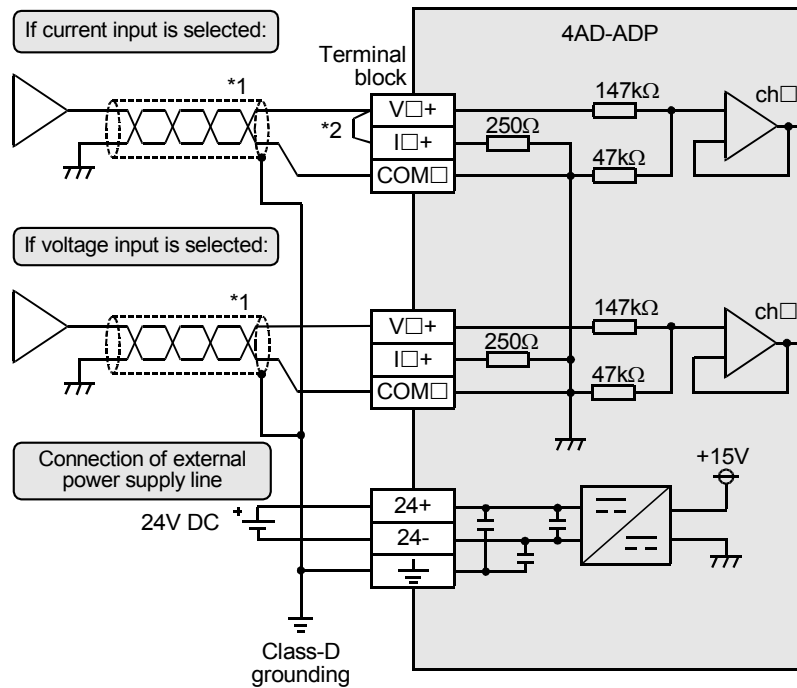 If current input is selected:
4AD-ADP
Terminal
block
*1
*2
V□+
I□+
COM□
250Ω
147kΩ
47kΩ
ch□
If voltage input is selected:
*1
V□+
I□+
COM□
250Ω
147kΩ
47kΩ
ch□
Connection of external
power supply line
24V DC
+
24+
24-
+15V
Class-D
grounding